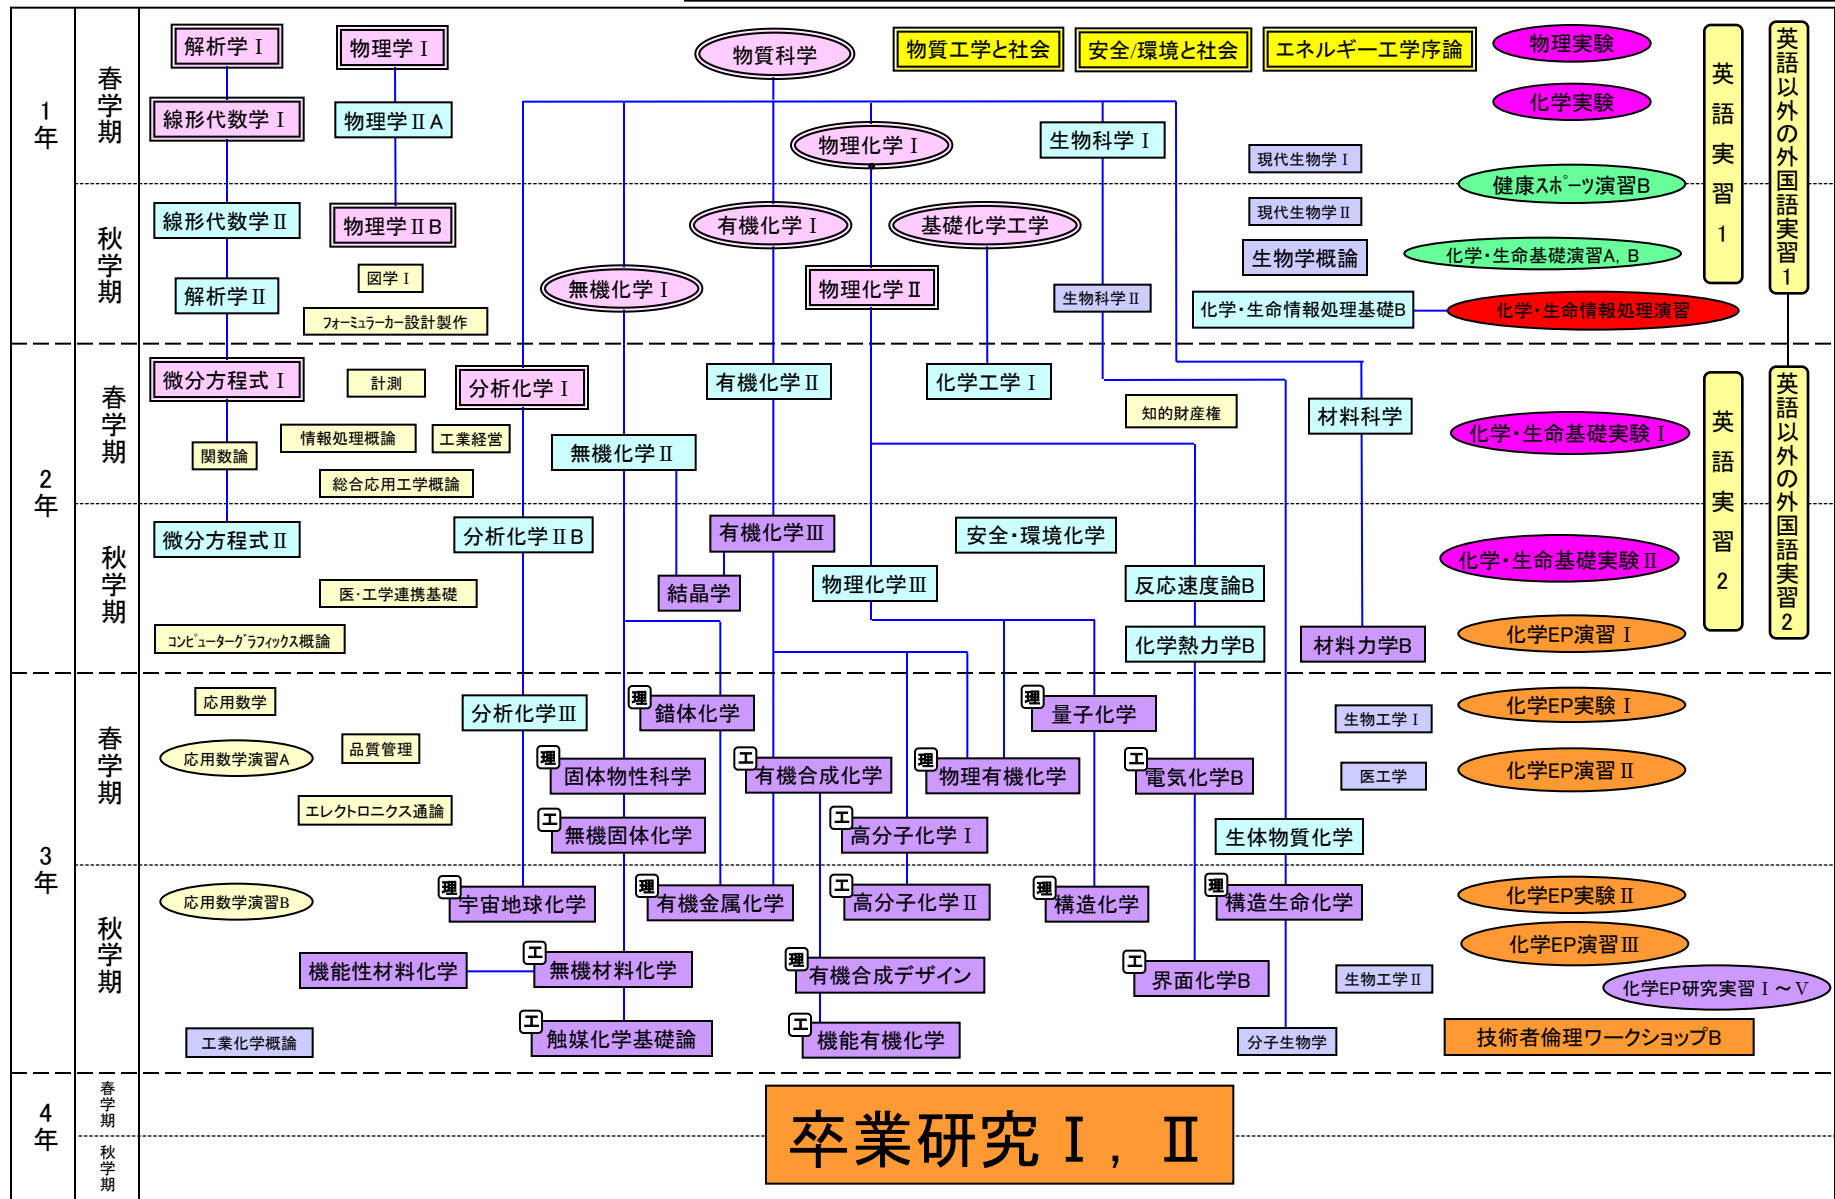 1年
春学期
解析学Ⅰ
物理学Ⅰ
物質科学
物質工学と社会
安全/環境と社会
エネルギー工学序論
物理実験
英語実習1
英語以外の外国語実習1
線形代数学Ⅰ
物理学ⅡA
物理化学Ⅰ
生物科学Ⅰ
現代生物学Ⅰ
化学実験
健康スポーツ演習B
秋学期
線形代数学Ⅱ
物理学ⅡB
有機化学Ⅰ
基礎化学工学
現代生物学Ⅱ
生物学概論
化学・生命基礎演習A, B
解析学Ⅱ
図学Ⅰ
フォーミュラーカー設計製作
無機化学Ⅰ
物理化学Ⅱ
生物科学Ⅱ
化学・生命情報処理基礎B
化学・生命情報処理演習
2年
春学期
微分方程式Ⅰ
計測
分析化学Ⅰ
有機化学Ⅱ
化学工学Ⅰ
知的財産権
材料科学
化学・生命基礎実験Ⅰ
英語実習2
英語以外の外国語実習2
関数論
情報処理概論
工業経営
総合応用工学概論
無機化学Ⅱ
秋学期
微分方程式Ⅱ
分析化学ⅡB
有機化学Ⅲ
安全・環境化学
化学・生命基礎実験Ⅱ
医・工学連携基礎
結晶学
物理化学Ⅲ
反応速度論B
コンピューターグラフィックス概論
化学熱力学B
材料力学B
化学EP演習Ⅰ
3年
春学期
応用数学
分析化学Ⅲ
理
錯体化学
理
量子化学
生物工学Ⅰ
化学EP実験Ⅰ
応用数学演習A
品質管理
理
固体物性科学
工
有機合成化学
理
物理有機化学
工
電気化学B
医工学
化学EP演習Ⅱ
エレクトロニクス通論
工
無機固体化学
工
高分子化学Ⅰ
生体物質化学
秋学期
応用数学演習B
理
宇宙地球化学
理
有機金属化学
工
高分子化学Ⅱ
理
構造化学
理
構造生命化学
化学EP実験Ⅱ
化学EP演習Ⅲ
機能性材料化学
工
無機材料化学
理
有機合成デザイン
工
界面化学B
生物工学Ⅱ
化学EP研究実習Ⅰ～Ⅴ
工業化学概論
工
触媒化学基礎論
工
機能有機化学
分子生物学
技術者倫理ワークショップB
4年
春学期
秋学期
卒業研究Ⅰ, Ⅱ